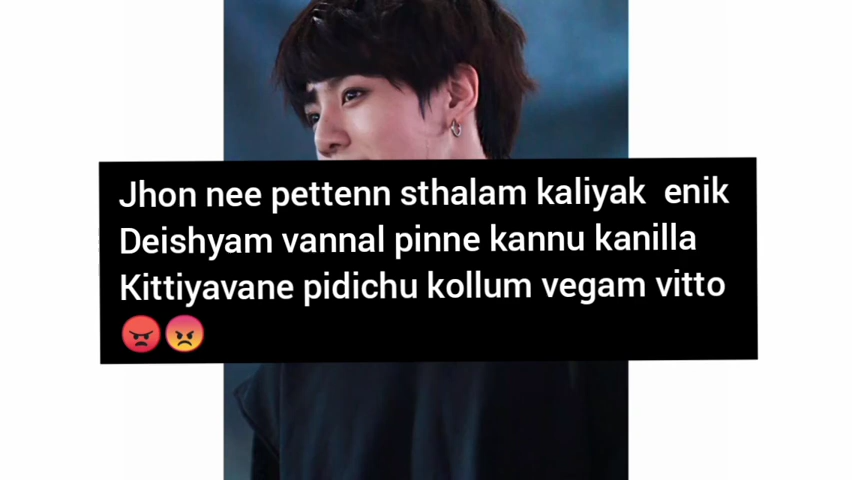 Jhon nee pettenn sthalam kaliyak enik
Deishyam vannal pinne kannu kanilla
Kittiyavane pidichu kollum vegam vitto
😡😡